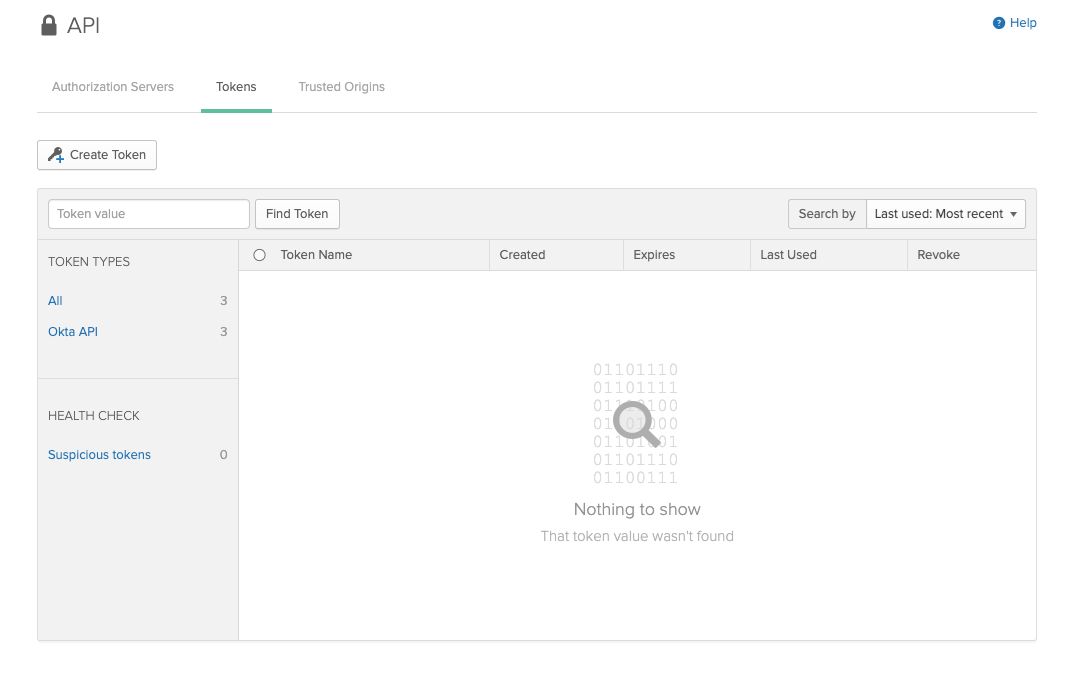 API
? Help
Authorization Servers Tokens Trusted Origins
Create Token
Token value Find Token Search by Last used: Most recent
TOKEN TYPES
Token Name Created Expires Last Used Revoke
All 3
Okta API 3
HEALTH CHECK
Suspicious tokens 0
01101110
01101111
01110100
01101000
01101001
01101110
01100111
Nothing to show
That token value wasn't found